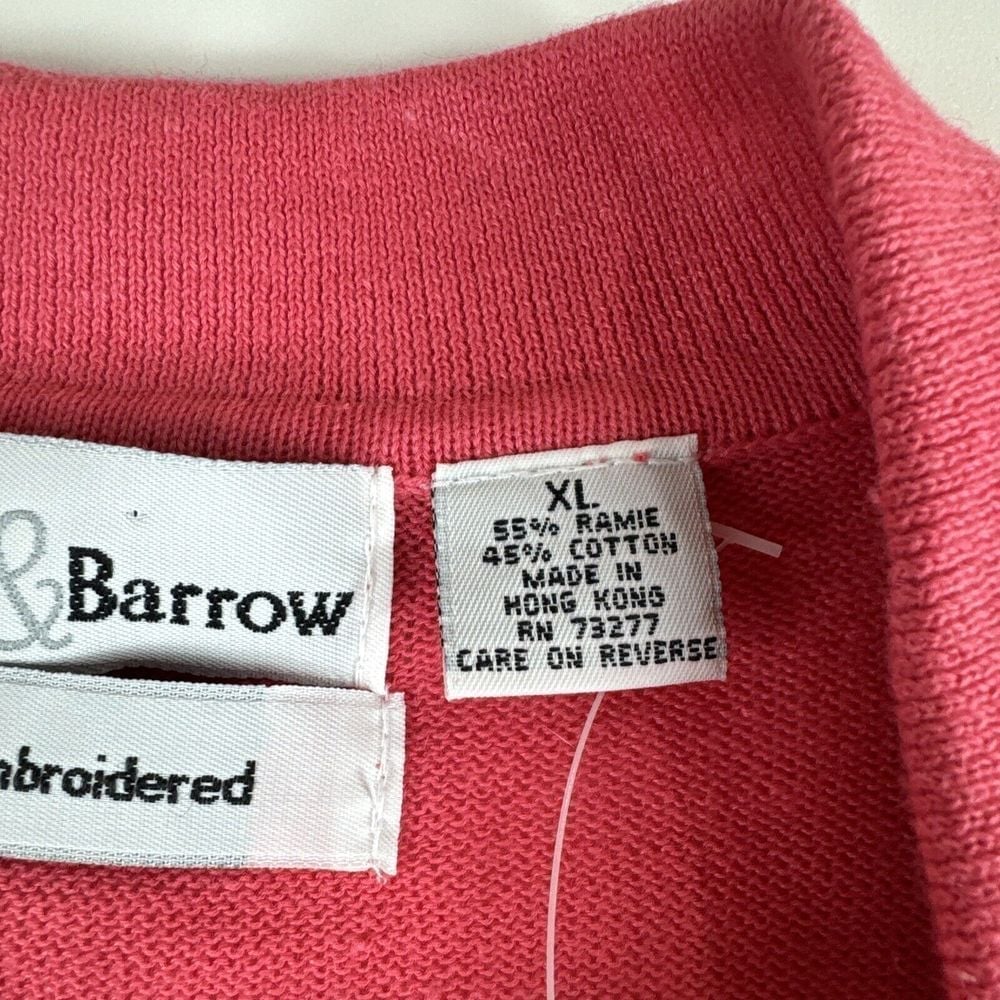 &Barrow
mbroidered
XL
55% RAMIE
45% COTTON
MADE IN
HONG KONG
RN 73277
CARE ON REVERSE